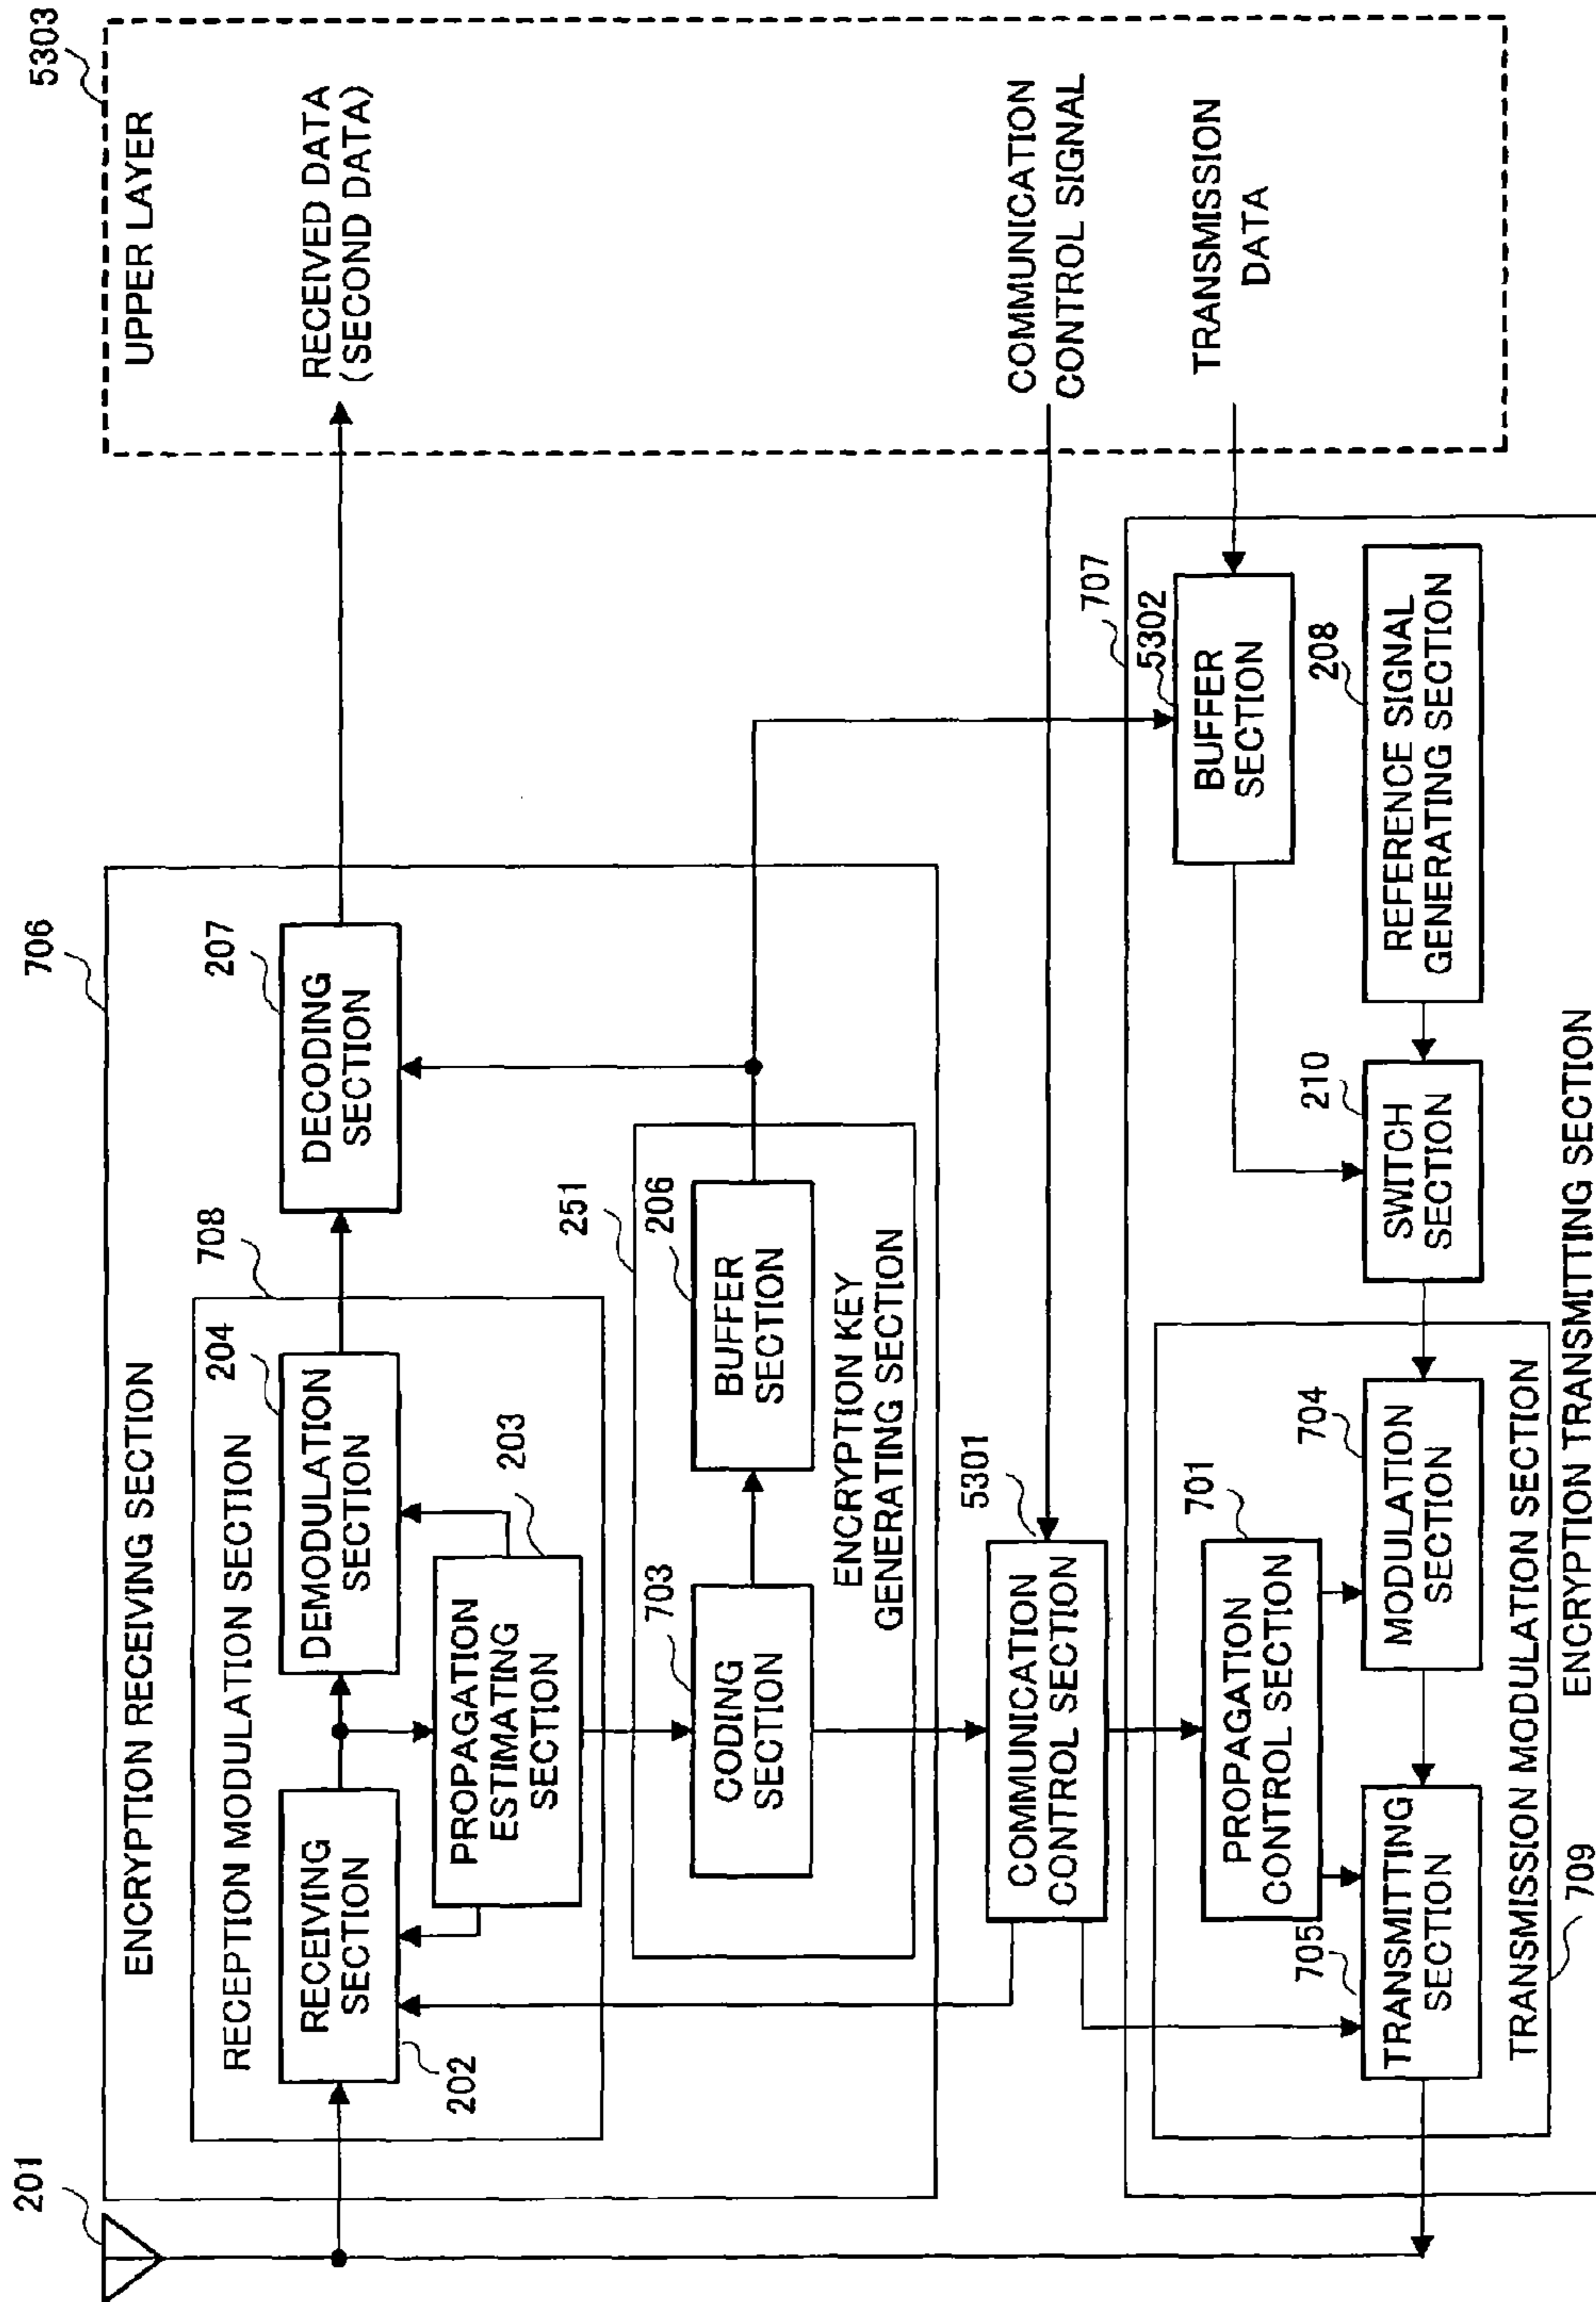 201
706
5303
ENCRYPTION RECEIVING SECTION
UPPER LAYER
RECEPTION MODULATION SECTION
708
202
RECEIVING
SECTION
204
DEMODULATION
SECTION
207
DECODING
SECTION
RECEIVED DATA
(SECOND DATA)
PROPAGATION
ESTIMATING
SECTION
203
251
703
CODING
SECTION
206
BUFFER
SECTION
ENCRYPTION KEY
GENERATING SECTION
5301
COMMUNICATION
CONTROL SECTION
COMMUNICATION
CONTROL SIGNAL
707
701
PROPAGATION
CONTROL SECTION
5302
BUFFER
SECTION
TRANSMISSION
DATA
705
TRANSMITTING
SECTION
704
MODULATION
SECTION
210
SWITCH
SECTION
208
REFERENCE SIGNAL
GENERATING SECTION
TRANSMISSION MODULATION SECTION
709
ENCRYPTION TRANSMITTING SECTION